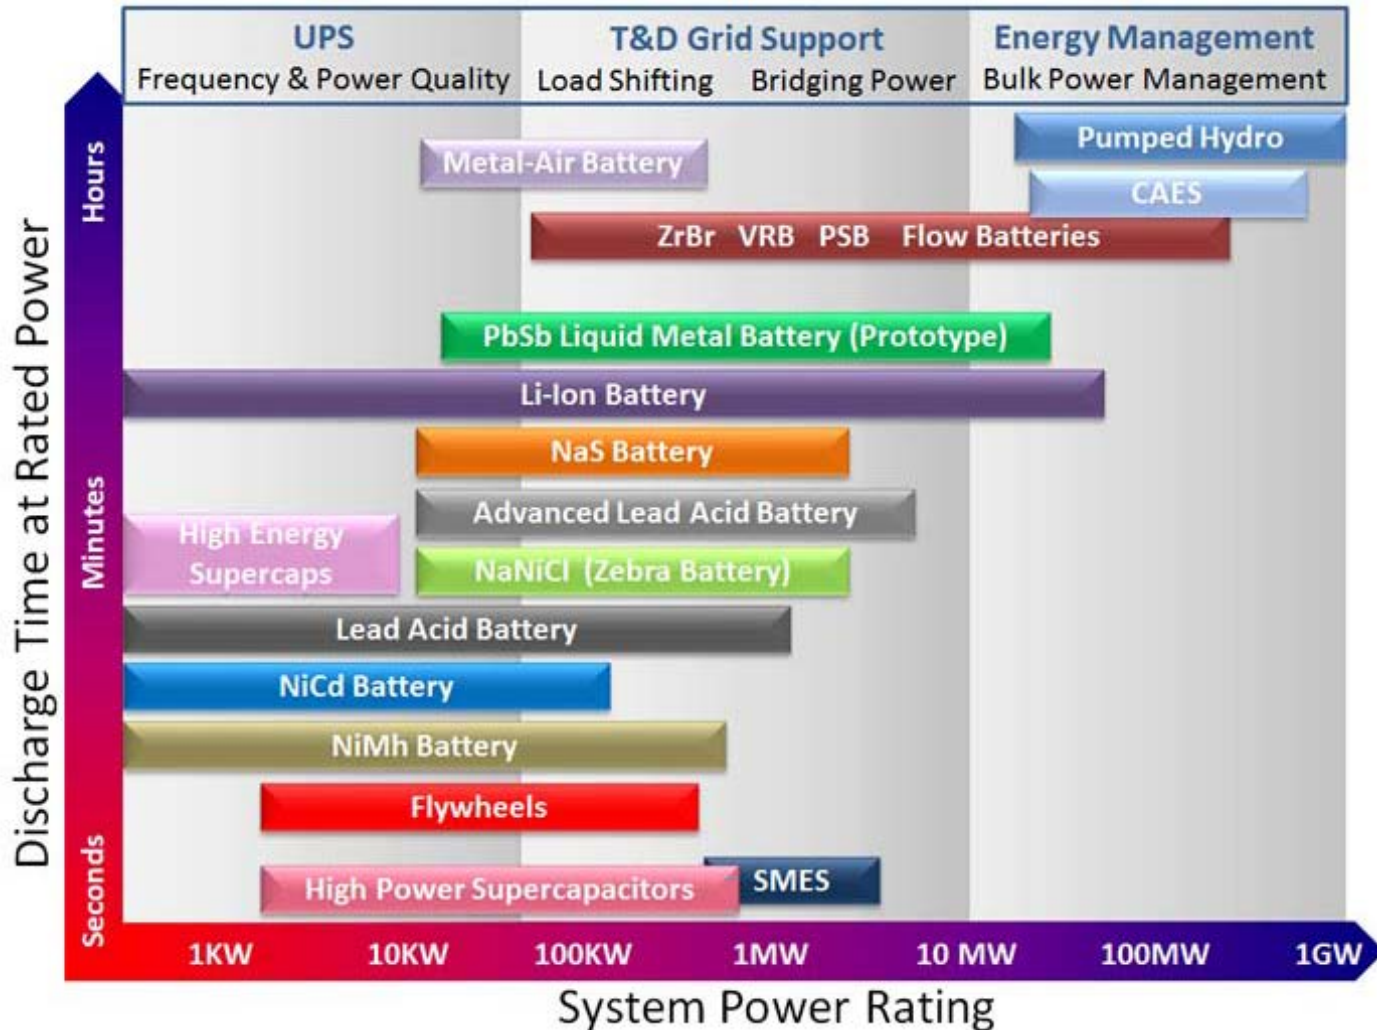 UPS
T&D Grid Support
Energy Management
Frequency & Power Quality
Load Shifting
Bridging Power
Bulk Power Management
Discharge Time at Rated Power
Hours
Minutes
Seconds
Pumped Hydro
Metal-Air Battery
CAES
ZrBr VRB PSB Flow Batteries
PbSb Liquid Metal Battery (Prototype)
Li-Ion Battery
NaS Battery
Advanced Lead Acid Battery
High Energy
Supercaps
NaNiCl (Zebra Battery)
Lead Acid Battery
NiCd Battery
NiMh Battery
Flywheels
High Power Supercapacitors
SMES
1KW
10KW
100KW
1MW
10 MW
100MW
1GW
System Power Rating